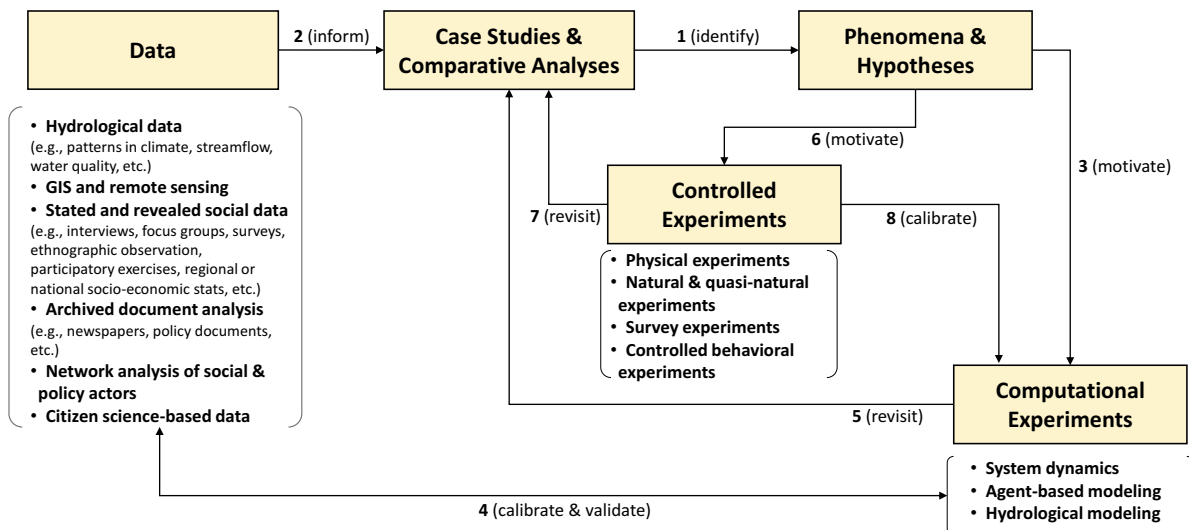 Data
2 (inform)
Case Studies &
Comparative Analyses
1 (identify)
Phenomena &
Hypotheses
• Hydrological data
(e.g., patterns in climate, streamflow,
water quality, etc.)
• GIS and remote sensing
• Stated and revealed social data
(e.g., interviews, focus groups, surveys,
ethnographic observation,
participatory exercises, regional or
national socio-economic stats, etc.)
• Archived document analysis
(e.g., newspapers, policy documents,
etc.)
• Network analysis of social &
policy actors
• Citizen science-based data
6 (motivate)
3 (motivate)
Controlled
Experiments
7 (revisit)
8 (calibrate)
• Physical experiments
• Natural & quasi-natural
experiments
• Survey experiments
• Controlled behavioral
experiments
Computational
Experiments
5 (revisit)
• System dynamics
• Agent-based modeling
• Hydrological modeling
4 (calibrate & validate)